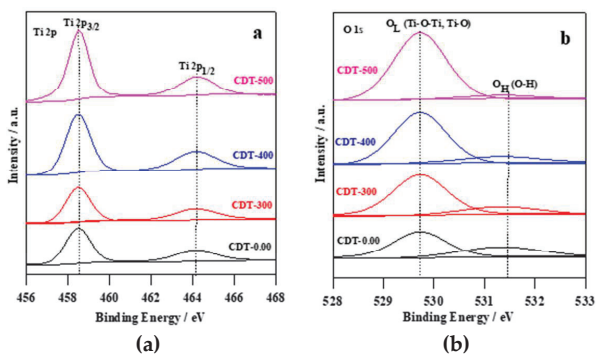 Ti 2p
Ti 2p3/2
a
Ti 2p1/2
CDT-500
CDT-400
CDT-300
CDT-0.00
Intensity / a.u.
456 458 460 462 464 466 468
Binding Energy / eV
(a)
O 1s
OL (Ti-O-Ti, Ti-O)
b
CDT-500
OH (O-H)
CDT-400
CDT-300
CDT-0.00
Intensity / a.u.
528 529 530 531 532 533
Binding Energy / eV
(b)